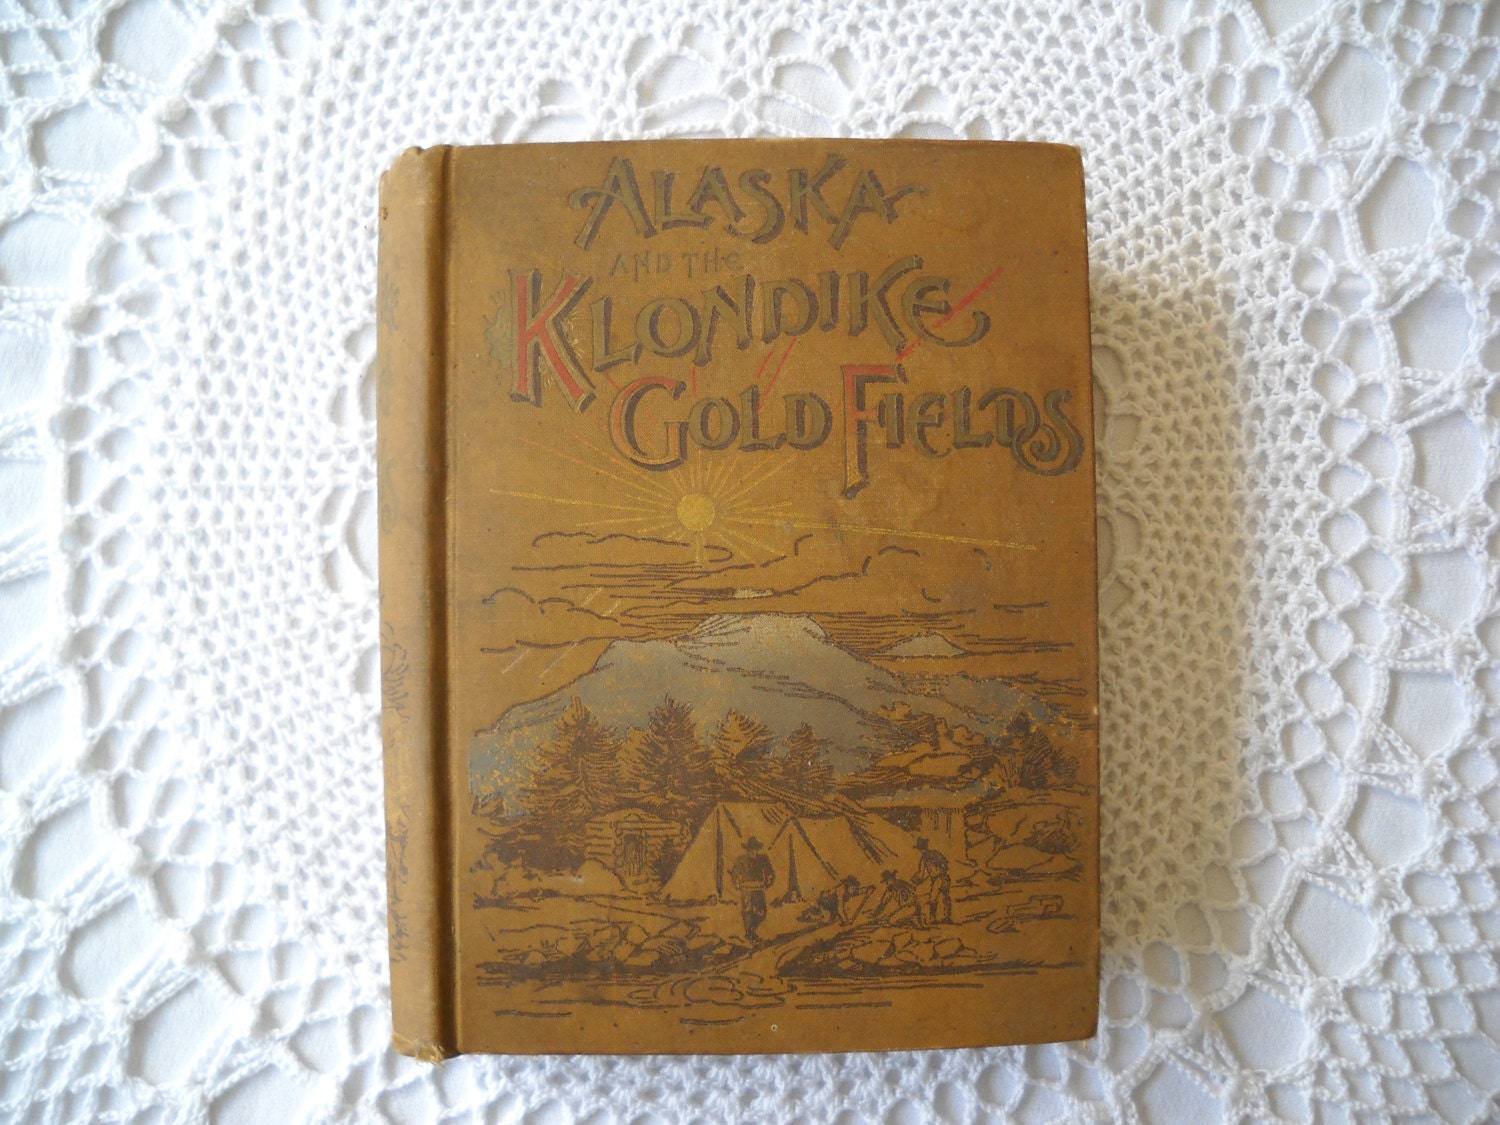 ALASKA
AND THE
KLONDIKE
GOLD FIELDS